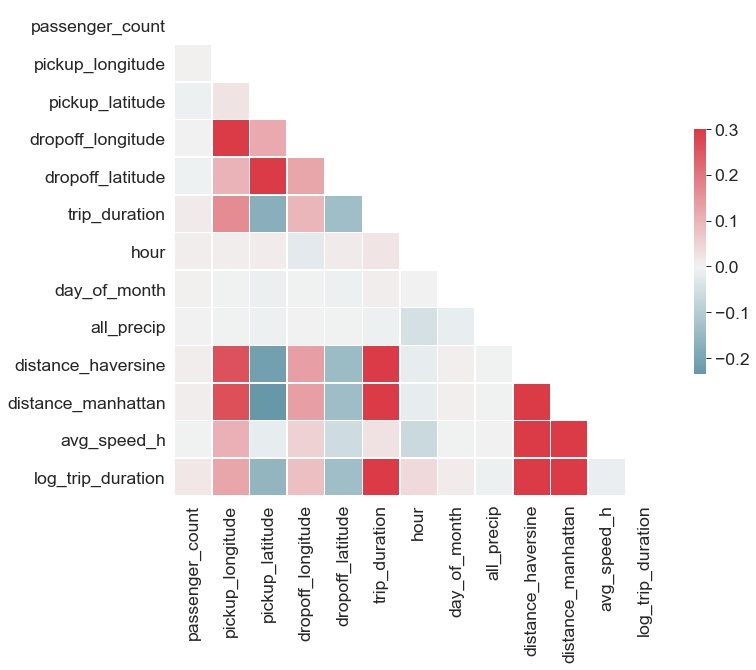 passenger_count
pickup_longitude
pickup_latitude
dropoff_longitude
dropoff_latitude
trip_duration
hour
day_of_month
all_precip
distance_haversine
distance_manhattan
avg_speed_h
log_trip_duration
passenger_count
pickup_longitude
pickup_latitude
dropoff_longitude
dropoff_latitude
trip_duration
hour
day_of_month
all_precip
distance_haversine
distance_manhattan
avg_speed_h
log_trip_duration
0.3
0.2
0.1
0.0
−0.1
−0.2